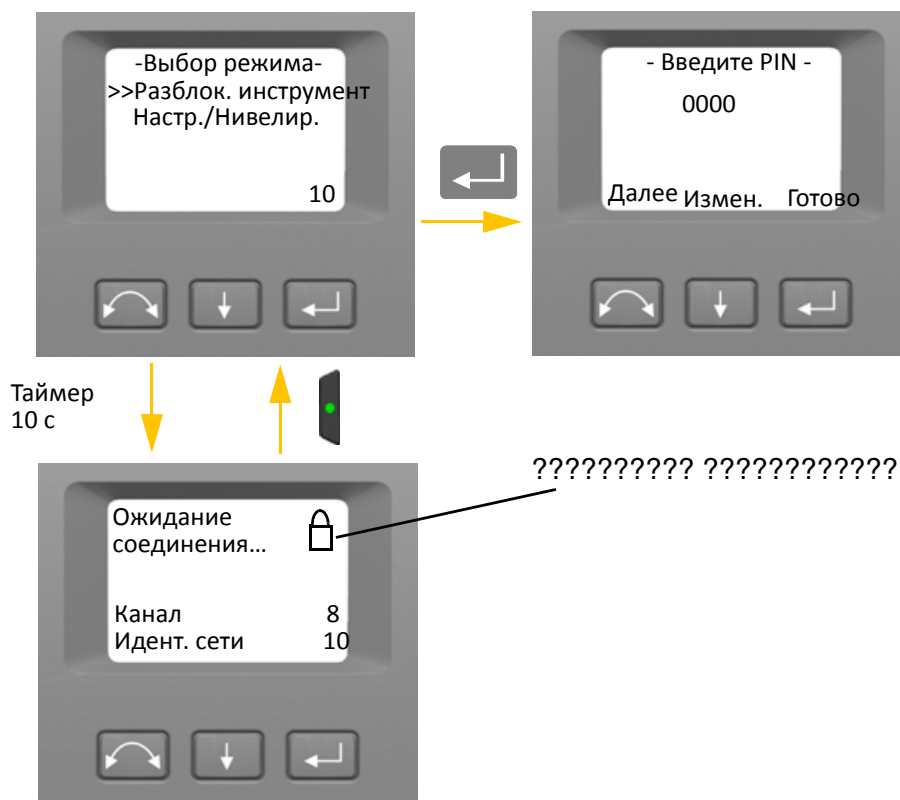 -Выбор режима-
>>Разблок. инструмент
Настр./Нивелир.
10
- Введите PIN -
0000
Далее Измен. Готово
Таймер
10 с
?????????? ????????????
Ожидание
соединения...
Канал 8
Идент. сети 10